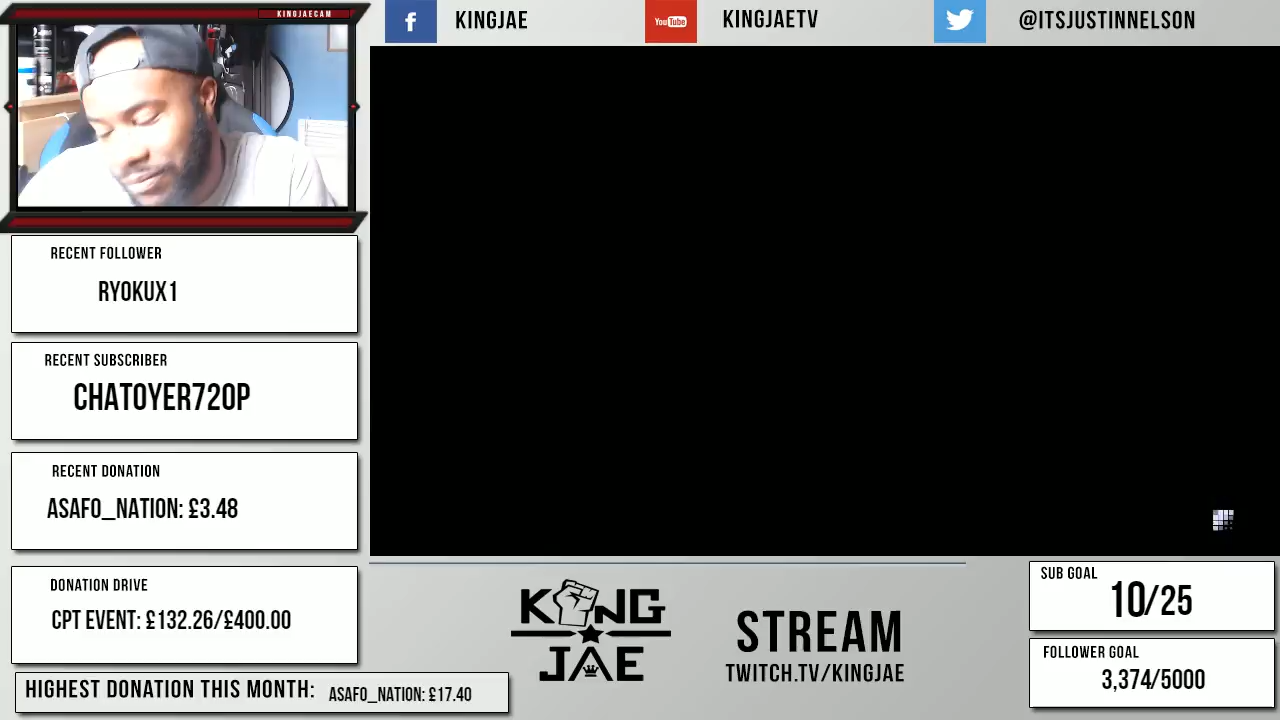 KINGJAECAM
KINGJAE
You Tube
KINGJAETV
@ITSJUSTINNELSON
RECENT FOLLOWER
RYOKUX1
RECENT SUBSCRIBER
CHATOYER720P
RECENT DONATION
ASAFO_NATION: £3.48
DONATION DRIVE
CPT EVENT: £132.26/£400.00
HIGHEST DONATION THIS MONTH: ASAFO_NATION: £17.40
KING
JAE
STREAM
TWITCH.TV/KINGJAE
SUB GOAL
10/25
FOLLOWER GOAL
3,374/5000